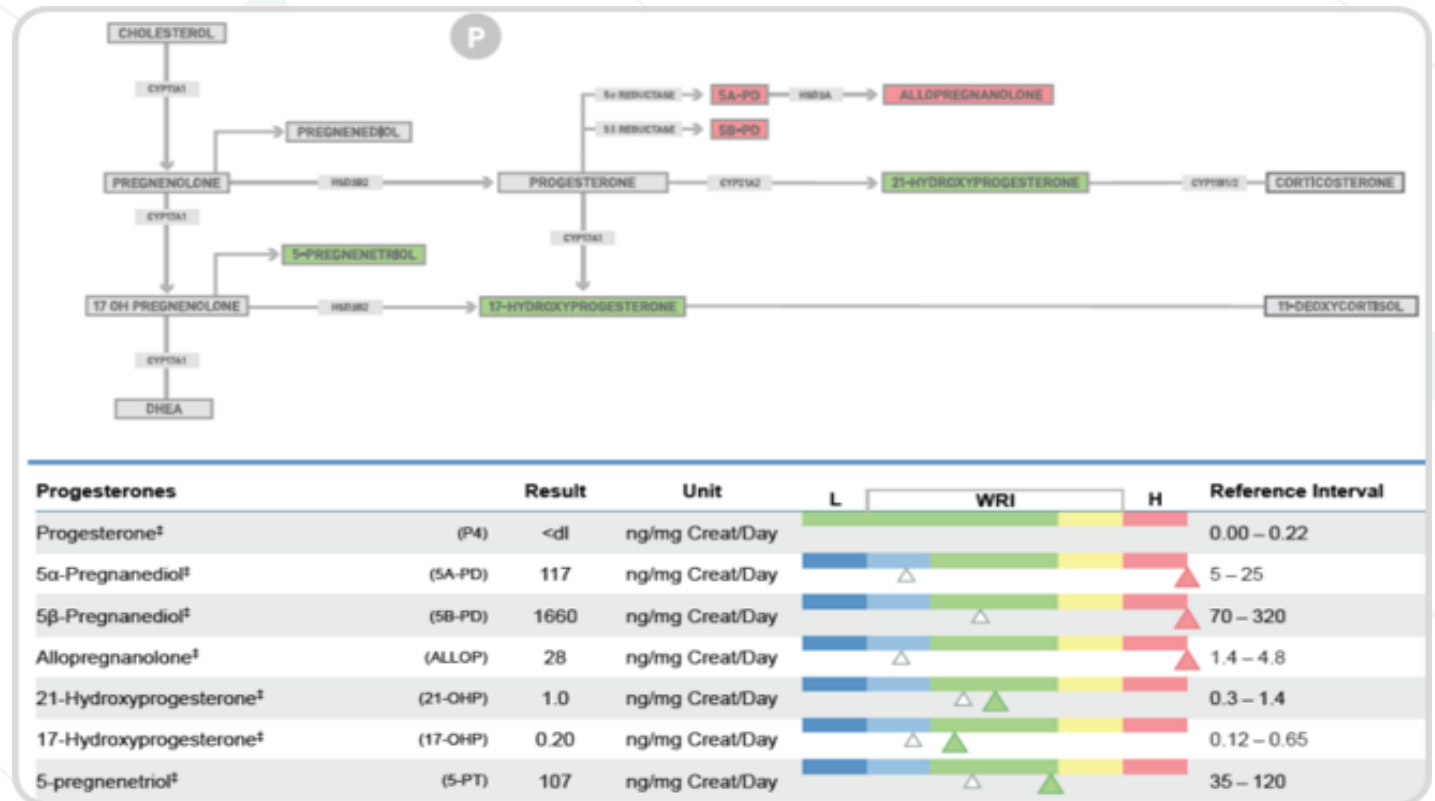 CHOLESTEROL
P
CYP11A1
5α REDUCTASE 5A-PD HSD3A ALLOPREGNANOLONE
PREGNENEDIOL 5ß REDUCTASE 5B-PD
PREGNENOLONE HSD3B2 PROGESTERONE CYP21A2 21-HYDROXYPROGESTERONE CYP11B1/2 CORTICOSTERONE
CYP17A1
CYP17A1
5-PREGNENETRIOL
17 OH PREGNENOLONE HSD3B2 17-HYDROXYPROGESTERONE 11-DEOXYCORTISOL
CYP17A1
DHEA
Progesterones Result Unit L WRI H Reference Interval
Progesterone‡ (P4) <dl ng/mg Creat/Day 0.00 – 0.22
5α-Pregnanediol‡ (5A-PD) 117 ng/mg Creat/Day 5 – 25
5β-Pregnanediol‡ (5B-PD) 1660 ng/mg Creat/Day 70 – 320
Allopregnanolone‡ (ALLOP) 28 ng/mg Creat/Day 1.4 – 4.8
21-Hydroxyprogesterone‡ (21-OHP) 1.0 ng/mg Creat/Day 0.3 – 1.4
17-Hydroxyprogesterone‡ (17-OHP) 0.20 ng/mg Creat/Day 0.12 – 0.65
5-pregnenetriol‡ (5-PT) 107 ng/mg Creat/Day 35 – 120